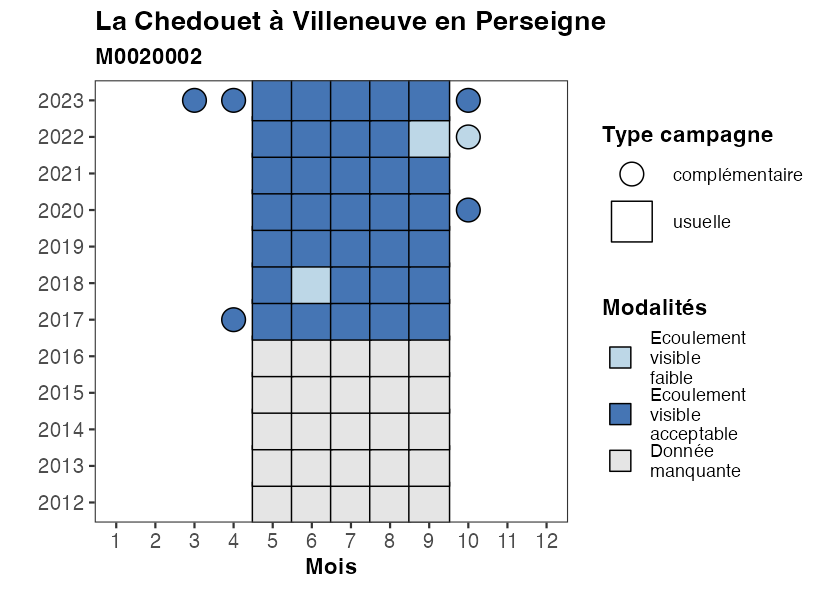 La Chedouet à Villeneuve en Perseigne
M0020002
2023
2022
2021
2020
2019
2018
2017
2016
2015
2014
2013
2012
1 2 3 4 5 6 7 8 9 10 11 12
Mois
Type campagne
complémentaire
usuelle
Modalités
Ecoulement
visible
faible
Ecoulement
visible
acceptable
Donnée
manquante